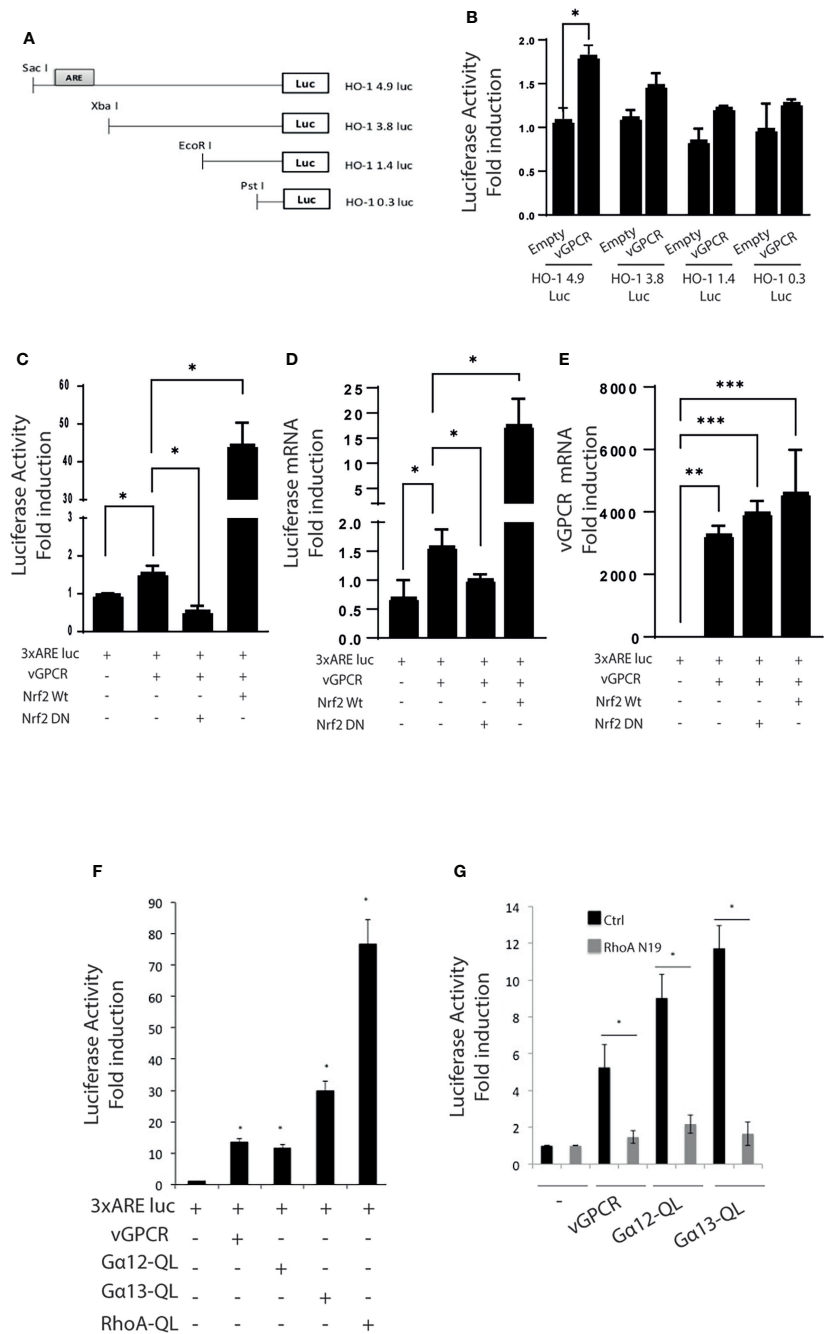 A
Sac I
ARE
Luc
HO-1 4.9 luc
Xba I
Luc
HO-1 3.8 luc
EcoR I
Luc
HO-1 1.4 luc
Pst I
Luc
HO-1 0.3 luc
B
Luciferase Activity
Fold induction
2.0
1.5
1.0
0.5
0.0
*
Empty vGPCR Empty vGPCR Empty vGPCR Empty vGPCR
HO-1 4.9 HO-1 3.8 HO-1 1.4 HO-1 0.3
Luc Luc Luc Luc
C
Luciferase Activity
Fold induction
60
50
40
30
3
2
1
0
* * *
3xARE luc + + + +
vGPCR - + + +
Nrf2 Wt - - - +
Nrf2 DN - - + -
D
Luciferase mRNA
Fold induction
25
20
15
10
5
2.0
1.5
1.0
0.5
0.0
* * *
3xARE luc + + + +
vGPCR - + + +
Nrf2 Wt - - - +
Nrf2 DN - - + -
E
vGPCR mRNA
Fold induction
8000
6000
4000
2000
0
***
***
**
3xARE luc + + + +
vGPCR - + + +
Nrf2 Wt - - - +
Nrf2 DN - - + -
F
Luciferase Activity
Fold induction
90
80
70
60
50
40
30
20
10
0
* * * *
3xARE luc + + + + +
vGPCR - + - - -
Gα12-QL - - + - -
Gα13-QL - - - + -
RhoA-QL - - - - +
G
Luciferase Activity
Fold induction
14
12
10
8
6
4
2
0
Ctrl
RhoA N19
* * *
- vGPCR Gα12-QL Gα13-QL